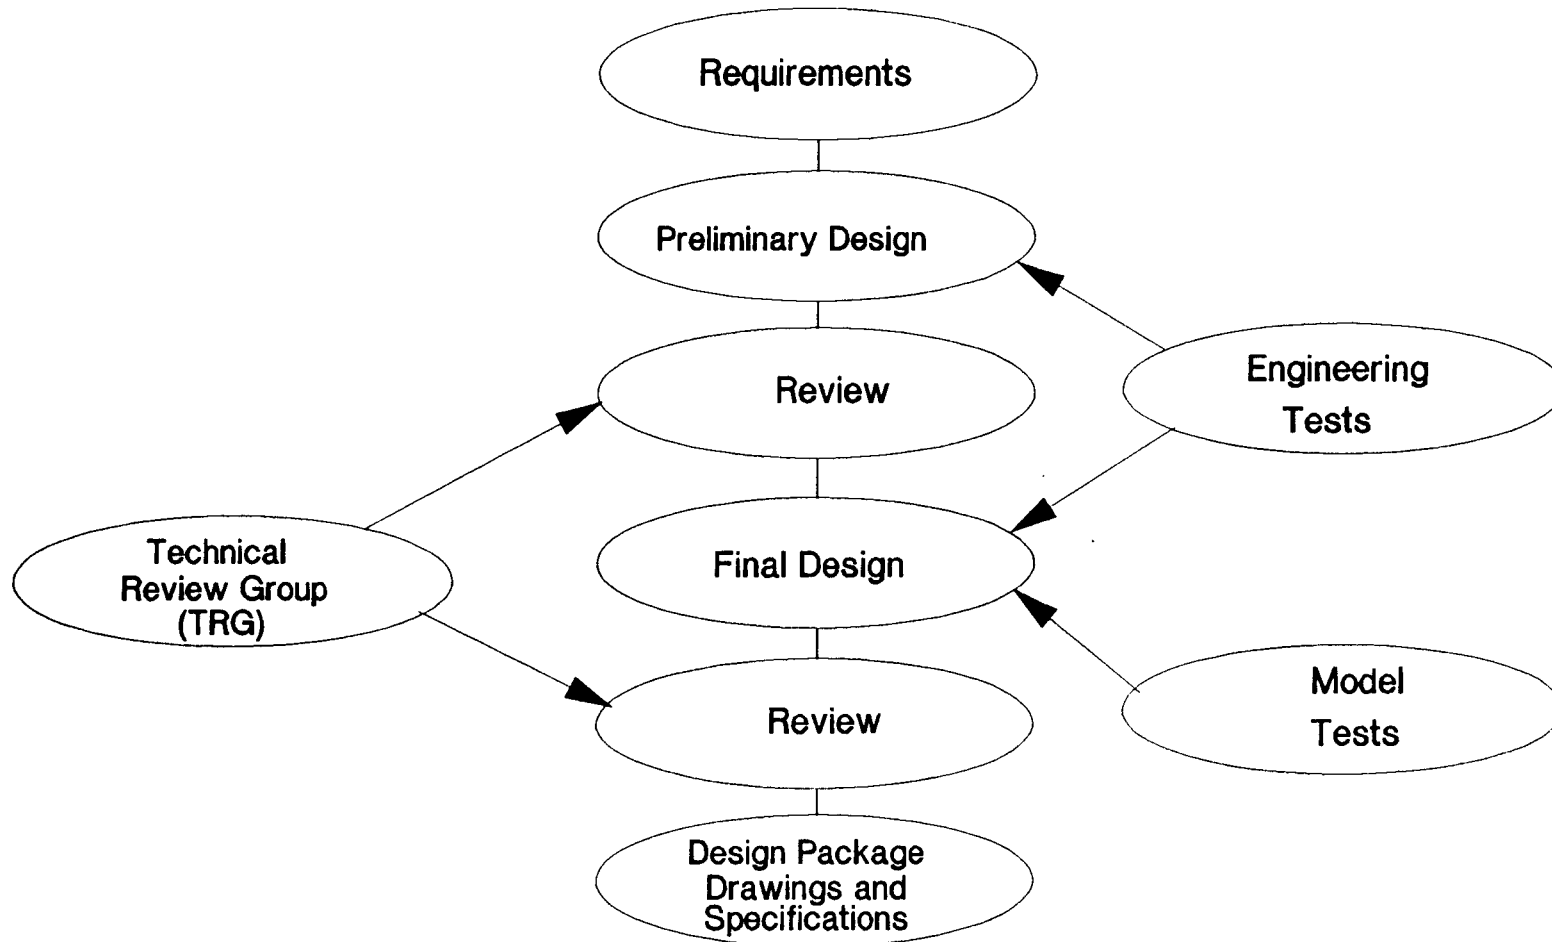 Requirements
Preliminary Design
Review
Engineering
Tests
Technical
Review Group
(TRG)
Final Design
Review
Model
Tests
Design Package
Drawings and
Specifications